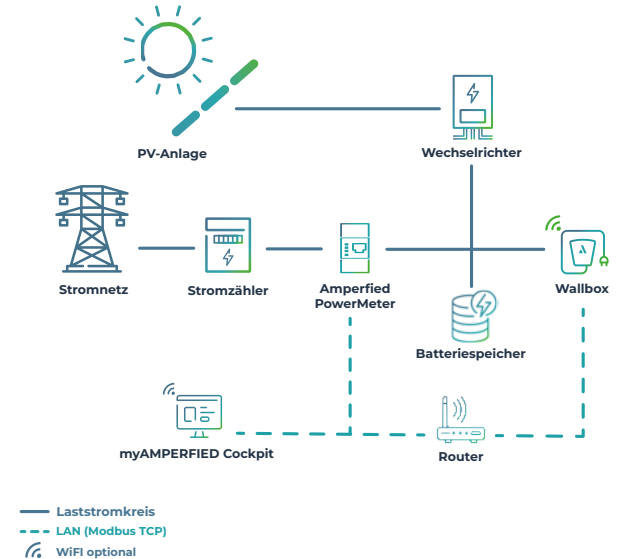 PV-Anlage
Wechselrichter
Stromnetz
Stromzähler
Amperfied
PowerMeter
Wallbox
Batteriespeicher
myAMPERFIED Cockpit
Router
Laststromkreis
LAN (Modbus TCP)
WiFI optional